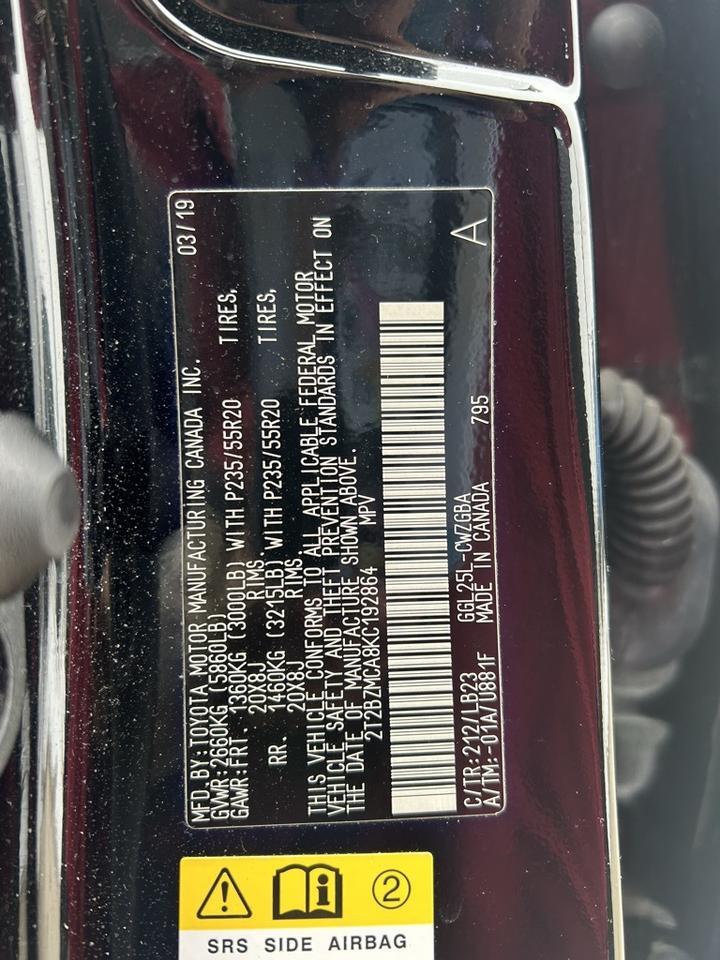 MFD. BY: TOYOTA MOTOR MANUFACTURING CANADA INC. 03/19
GVWR: 2660KG (5860LB)
GAWR: FRT. 1360KG (3000LB) WITH P235/55R20 TIRES,
20X8J RIMS.
RR. 1460KG (3215LB) WITH P235/55R20 TIRES,
20X8J RIMS
THIS VEHICLE CONFORMS TO ALL APPLICABLE FEDERAL MOTOR
VEHICLE SAFETY AND THEFT PREVENTION STANDARDS IN EFFECT ON
THE DATE OF MANUFACTURE SHOWN ABOVE.
2T2BZMCA8KC192864 MPV
A
C/TR: 212/LB23 GGL25L-CWZGBA
A/TM: -01A/U881F MADE IN CANADA 795
2
SRS SIDE AIRBAG